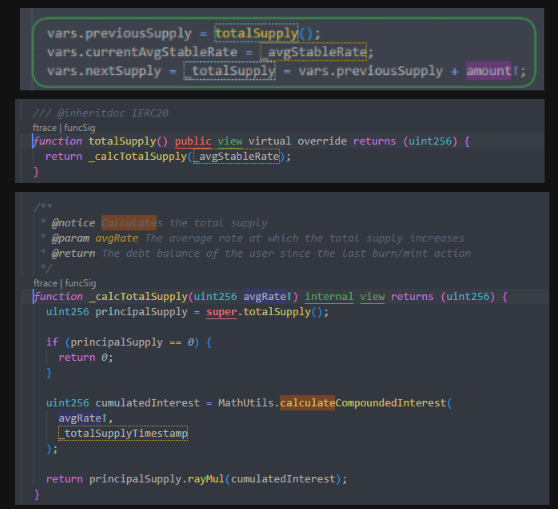 vars.previousSupply = totalSupply();
vars.currentAvgStableRate = _avgStableRate;
vars.nextSupply = _totalSupply = vars.previousSupply + amount↑;
/// @inheritdoc IERC20
ftrace | funcSig
function totalSupply() public view virtual override returns (uint256) {
return _calcTotalSupply(_avgStableRate);
}
/**
* @notice Calculates the total supply
* @param avgRate The average rate at which the total supply increases
* @return The debt balance of the user since the last burn/mint action
*/
ftrace | funcSig
function _calcTotalSupply(uint256 avgRate↑) internal view returns (uint256) {
uint256 principalSupply = super.totalSupply();
if (principalSupply == 0) {
return 0;
}
uint256 cumulatedInterest = MathUtils.calculateCompoundedInterest(
avgRate↑,
_totalSupplyTimestamp
);
return principalSupply.rayMul(cumulatedInterest);
}